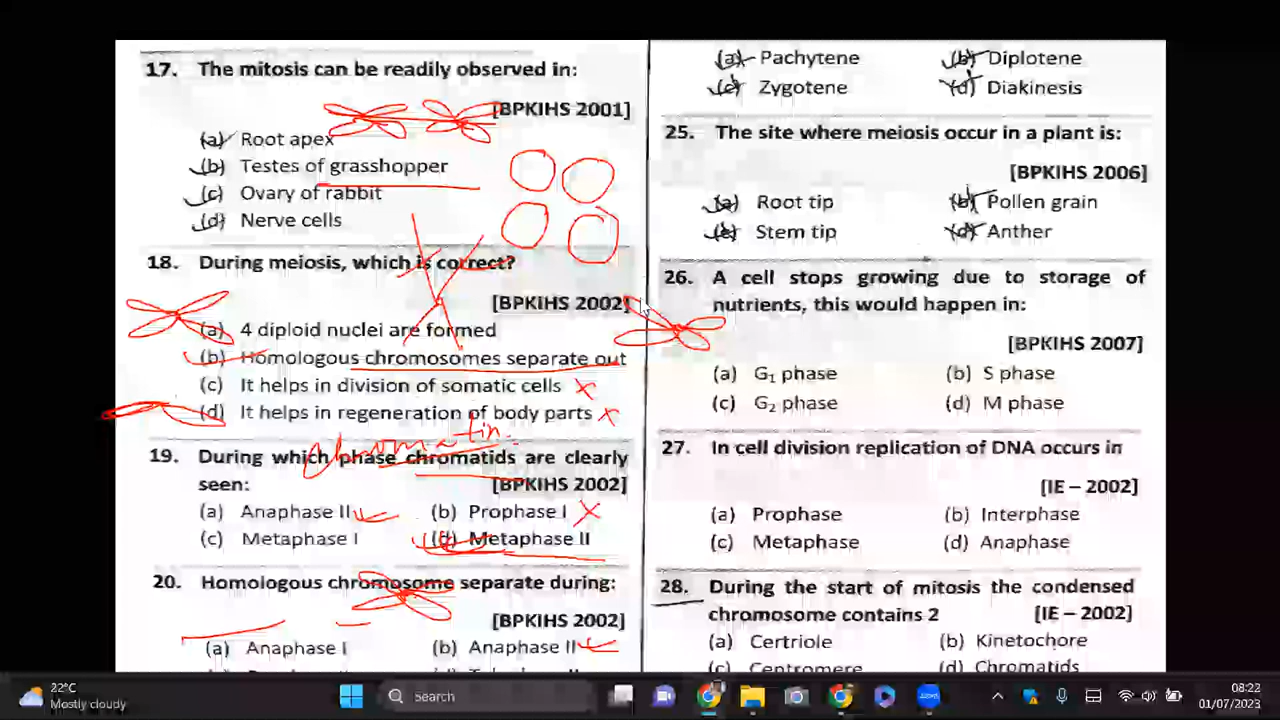 17. The mitosis can be readily observed in:
[BPKIHS 2001]
(a) Root apex
(b) Testes of grasshopper
(c) Ovary of rabbit
(d) Nerve cells
18. During meiosis, which is correct?
[BPKIHS 2002]
(a) 4 diploid nuclei are formed
(b) Homologous chromosomes separate out
(c) It helps in division of somatic cells
(d) It helps in regeneration of body parts
chromatin
19. During which phase chromatids are clearly
seen: [BPKIHS 2002]
(a) Anaphase II (b) Prophase I
(c) Metaphase I (d) Metaphase II
20. Homologous chromosome separate during:
[BPKIHS 2002]
(a) Anaphase I (b) Anaphase II
(a) Pachytene (b) Diplotene
(c) Zygotene (d) Diakinesis
25. The site where meiosis occur in a plant is:
[BPKIHS 2006]
(a) Root tip (b) Pollen grain
(c) Stem tip (d) Anther
26. A cell stops growing due to storage of
nutrients, this would happen in:
[BPKIHS 2007]
(a) G₁ phase (b) S phase
(c) G₂ phase (d) M phase
27. In cell division replication of DNA occurs in
[IE – 2002]
(a) Prophase (b) Interphase
(c) Metaphase (d) Anaphase
28. During the start of mitosis the condensed
chromosome contains 2 [IE – 2002]
(a) Certriole (b) Kinetochore
(c) Centromere (d) Chromatids
22°C
Mostly cloudy
Search
zoom
08:22
01/07/2023